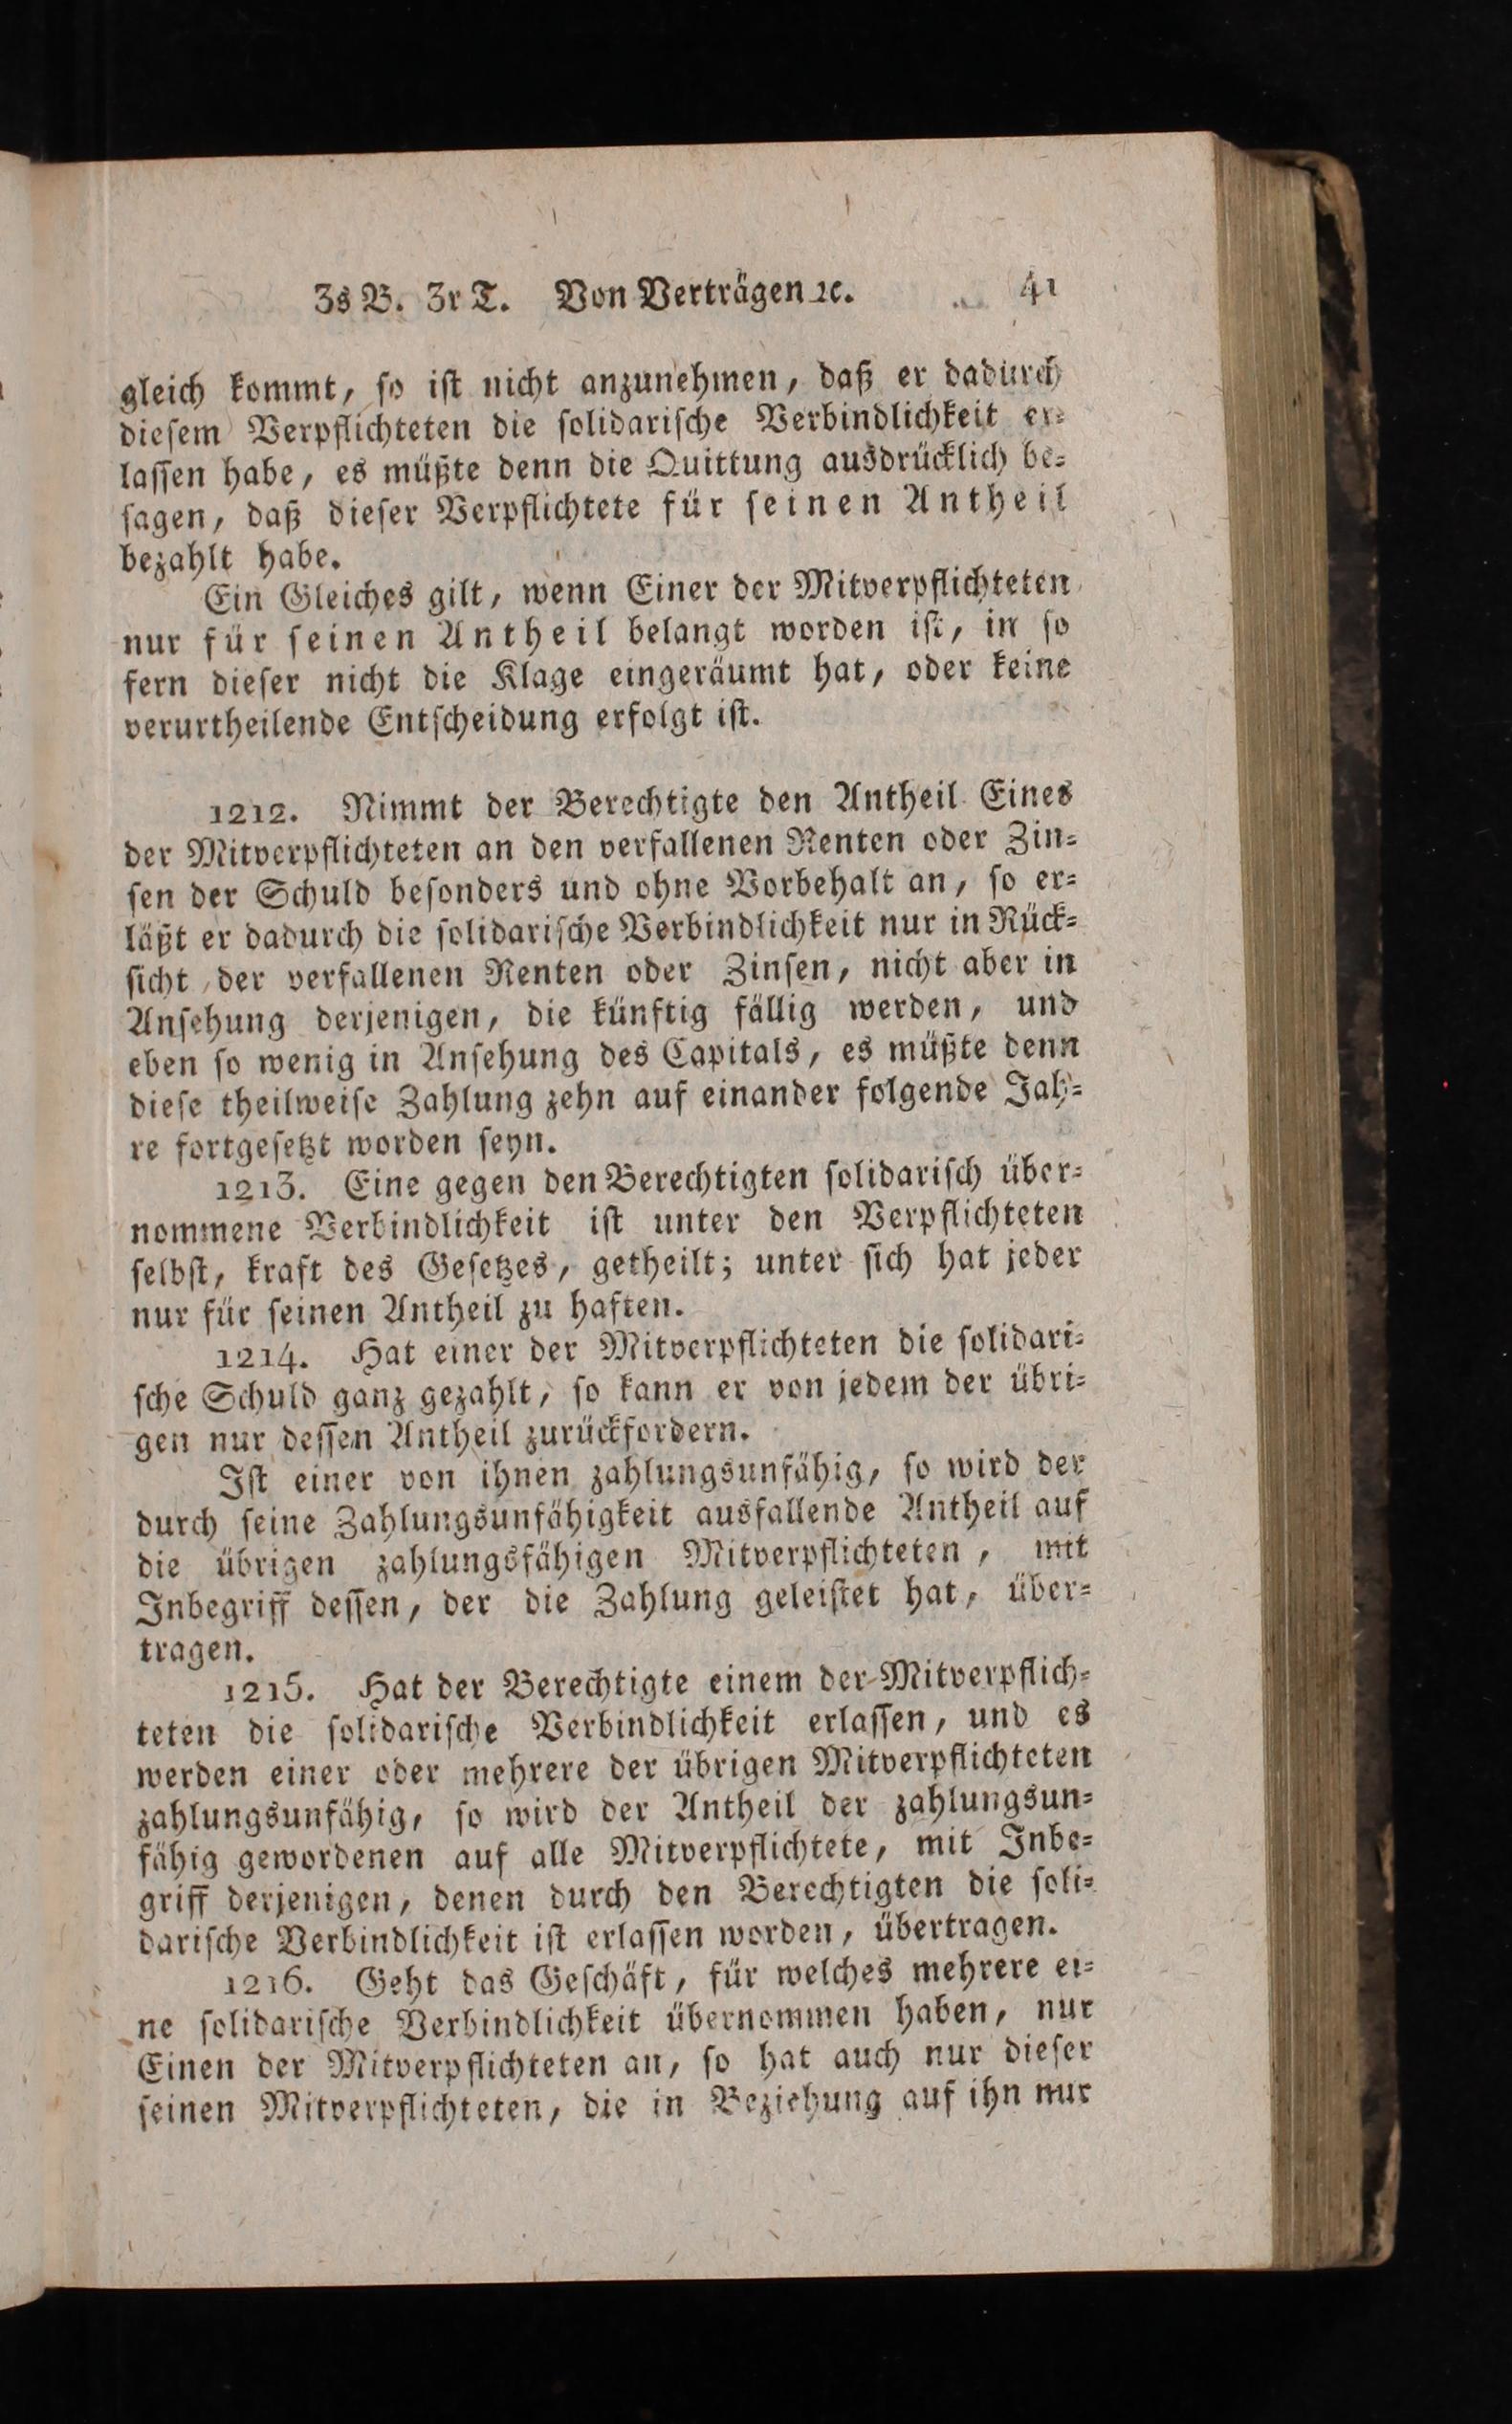 3s B. 3r T. Von Verträgen ꝛc. 41
gleich kommt, ſo iſt nicht anzunehmen, daß er dadurch
dieſem Verpflichteten die ſolidariſche Verbindlichkeit er⸗
laſſen habe, es müßte denn die Quittung ausdrücklich be⸗
ſagen, daß dieſer Verpflichtete für ſeinen Antheil
bezahlt habe.
Ein Gleiches gilt, wenn Einer der Mitverpflichteten
nur für ſeinen Antheil belangt worden iſt, in ſo
fern dieſer nicht die Klage eingeräumt hat, oder keine
verurtheilende Entſcheidung erfolgt iſt.
1212. Nimmt der Berechtigte den Antheil Eines
der Mitverpflichteten an den verfallenen Renten oder Zin⸗
ſen der Schuld beſonders und ohne Vorbehalt an, ſo er⸗
läßt er dadurch die ſolidariſche Verbindlichkeit nur in Rück⸗
ſicht der verfallenen Renten oder Zinſen, nicht aber in
Anſehung derjenigen, die künftig fällig werden, und
eben ſo wenig in Anſehung des Capitals, es müßte denn
dieſe theilweiſe Zahlung zehn auf einander folgende Jah⸗
re fortgeſetzt worden ſeyn.
1213. Eine gegen den Berechtigten ſolidariſch über⸗
nommene Verbindlichkeit iſt unter den Verpflichteten
ſelbſt, kraft des Geſetzes, getheilt; unter ſich hat jeder
nur für ſeinen Antheil zu haften.
1214. Hat einer der Mitverpflichteten die ſolidari⸗
ſche Schuld ganz gezahlt, ſo kann er von jedem der übri⸗
gen nur deſſen Antheil zurückfordern.
Iſt einer von ihnen zahlungsunfähig, ſo wird der
durch ſeine Zahlungsunfähigkeit ausfallende Antheil auf
die übrigen zahlungsfähigen Mitverpflichteten, mit
Inbegriff deſſen, der die Zahlung geleiſtet hat, über⸗
tragen.
1215. Hat der Berechtigte einem der Mitverpflich⸗
teten die ſolidariſche Verbindlichkeit erlaſſen, und es
werden einer oder mehrere der übrigen Mitverpflichteten
zahlungsunfähig, ſo wird der Antheil der zahlungsun⸗
fähig gewordenen auf alle Mitverpflichtete, mit Inbe⸗
griff derjenigen, denen durch den Berechtigten die ſoli⸗
dariſche Verbindlichkeit iſt erlaſſen worden, übertragen.
1216. Geht das Geſchäft, für welches mehrere ei⸗
ne ſolidariſche Verbindlichkeit übernommen haben, nur
Einen der Mitverpflichteten an, ſo hat auch nur dieſer
ſeinen Mitverpflichteten, die in Beziehung auf ihn nur